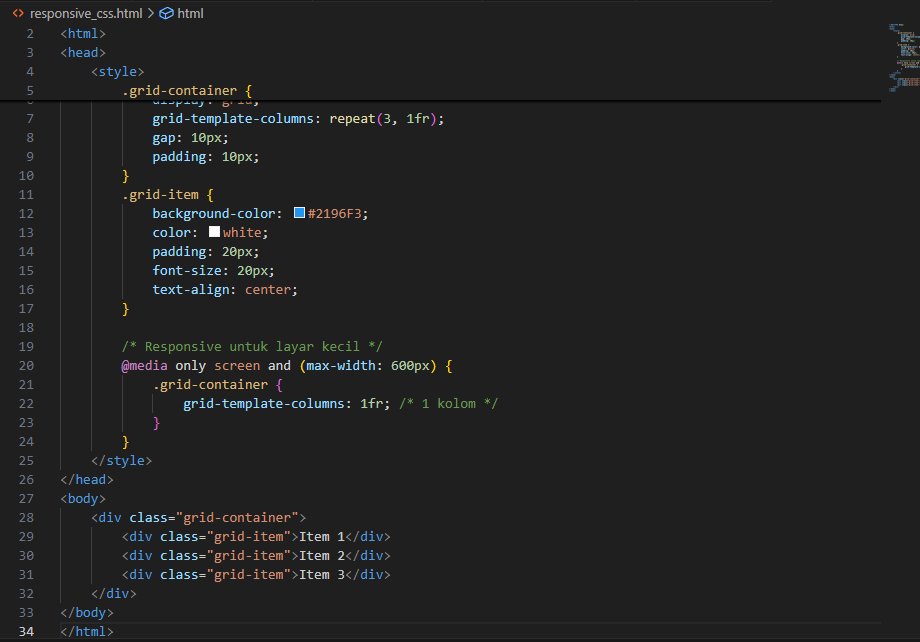 responsive_css.html > html
2 <html>
3 <head>
4 <style>
5 .grid-container {
6 display: grid;
7 grid-template-columns: repeat(3, 1fr);
8 gap: 10px;
9 padding: 10px;
10 }
11 .grid-item {
12 background-color: #2196F3;
13 color: white;
14 padding: 20px;
15 font-size: 20px;
16 text-align: center;
17 }
18
19 /* Responsive untuk layar kecil */
20 @media only screen and (max-width: 600px) {
21 .grid-container {
22 grid-template-columns: 1fr; /* 1 kolom */
23 }
24 }
25 </style>
26 </head>
27 <body>
28 <div class="grid-container">
29 <div class="grid-item">Item 1</div>
30 <div class="grid-item">Item 2</div>
31 <div class="grid-item">Item 3</div>
32 </div>
33 </body>
34 </html>